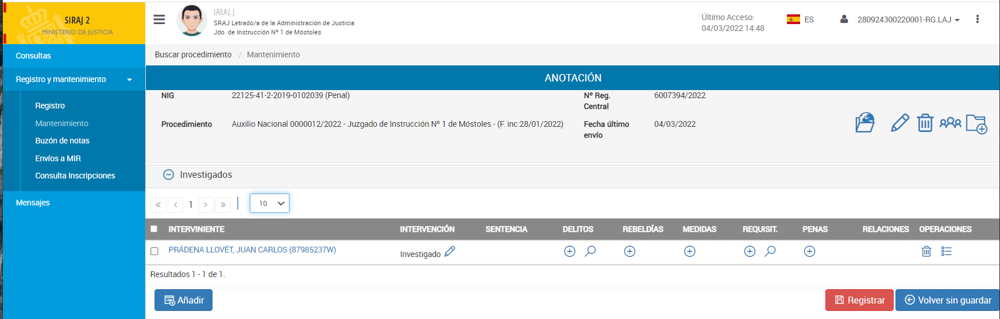 SIRAJ 2
MINISTERIO DE JUSTICIA
LAILA J. J.
SRAJ Letrado/a de la Administración de Justicia
Jdo. de Instrucción Nº 1 de Móstoles
Último Acceso:
04/03/2022 14:48
ES
280924300220001-RG.LAJ
Consultas
Registro y mantenimiento
Registro
Mantenimiento
Buzón de notas
Envíos a MIR
Consulta Inscripciones
Mensajes
Buscar procedimiento / Mantenimiento
ANOTACIÓN
NIG 22125-41-2-2019-0102039 (Penal) Nº Reg. Central 6007394/2022
Procedimiento Auxilio Nacional 0000012/2022 - Juzgado de Instrucción Nº 1 de Móstoles - (F. inc:28/01/2022) Fecha último envío 04/03/2022
Investigados
« ‹ 1 › » 10
INTERVINIENTE INTERVENCIÓN SENTENCIA DELITOS REBELDÍAS MEDIDAS REQUISIT. PENAS RELACIONES OPERACIONES
PRÁDENA LLOVÉT, JUAN CARLOS (87985237W) Investigado
Resultados 1 - 1 de 1.
Añadir Registrar Volver sin guardar